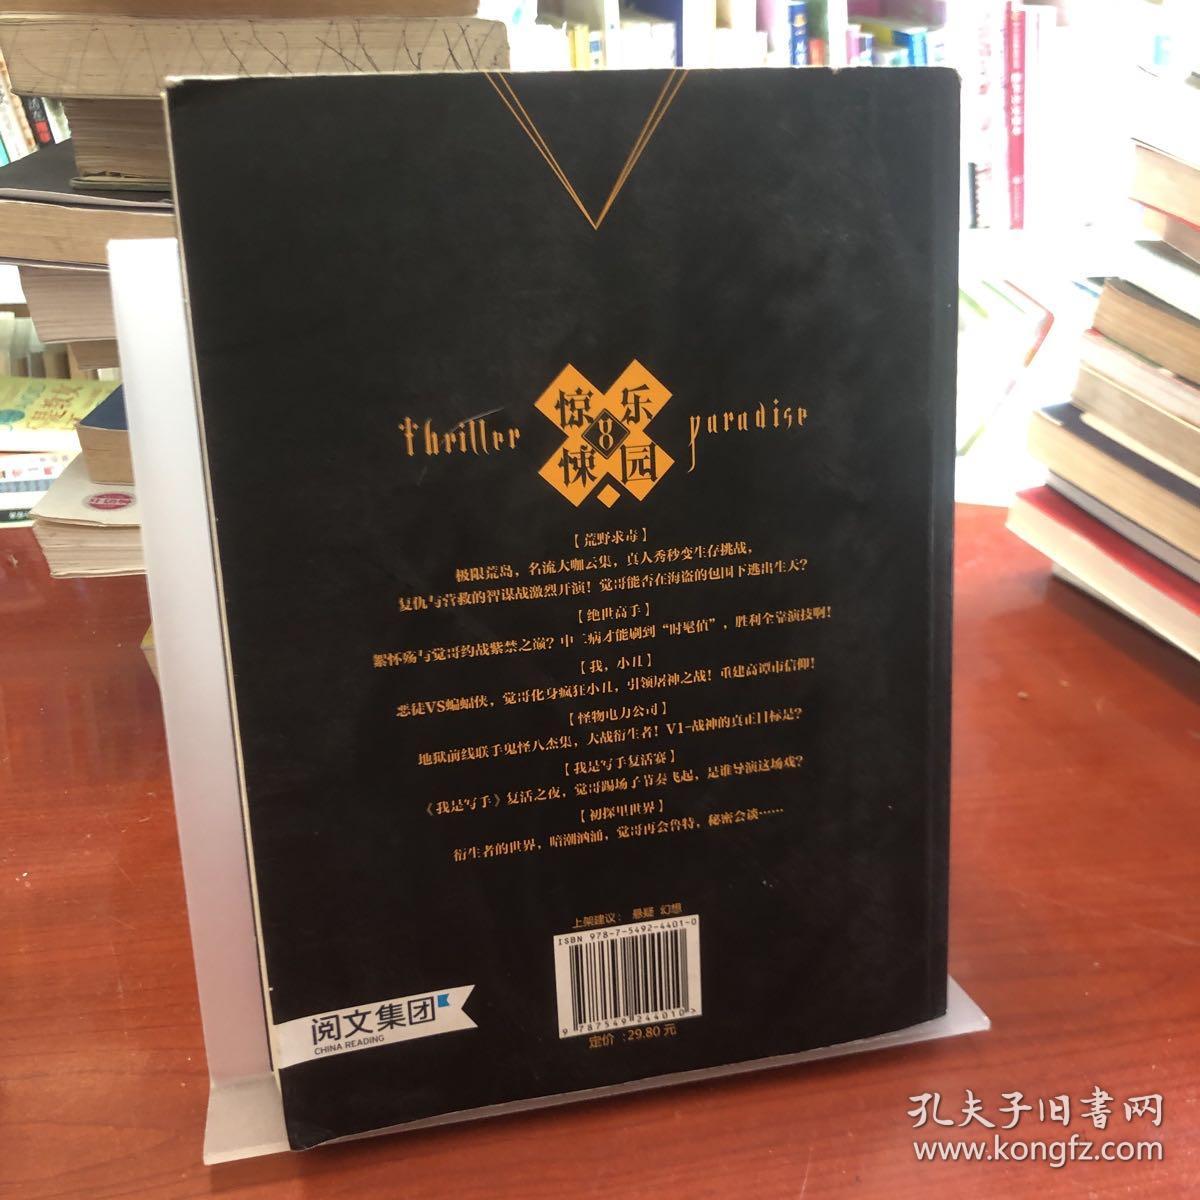 惊 乐
Thriller 8 paradise
悚 园
【荒野求毒】
极限荒岛，名流大咖云集，真人秀秒变生存挑战，
复仇与营救的智谋战激烈开演！觉哥能否在海盗的包围下逃出生天？
【绝世高手】
絮怀殇与觉哥约战紫禁之巅？中二病才能刷到“时髦值”，胜利全靠演技啊！
【我，小丑】
恶徒VS蝙蝠侠，觉哥化身疯狂小丑，引领屠神之战！重建高谭市信仰！
【怪物电力公司】
地狱前线联手鬼怪八杰集，大战衍生者！V1-战神的真正目标是？
【我是写手复活赛】
《我是写手》复活之夜，觉哥踢场子节奏飞起，是谁导演这场戏？
【初探里世界】
衍生者的世界，暗潮汹涌，觉哥再会鲁特，秘密会谈……
上架建议：悬疑 幻想
ISBN 978-7-5492-4401-0
9 787549 244010 >
定价：29.80元
阅文集团
CHINA READING
孔夫子旧書网
www.kongfz.com